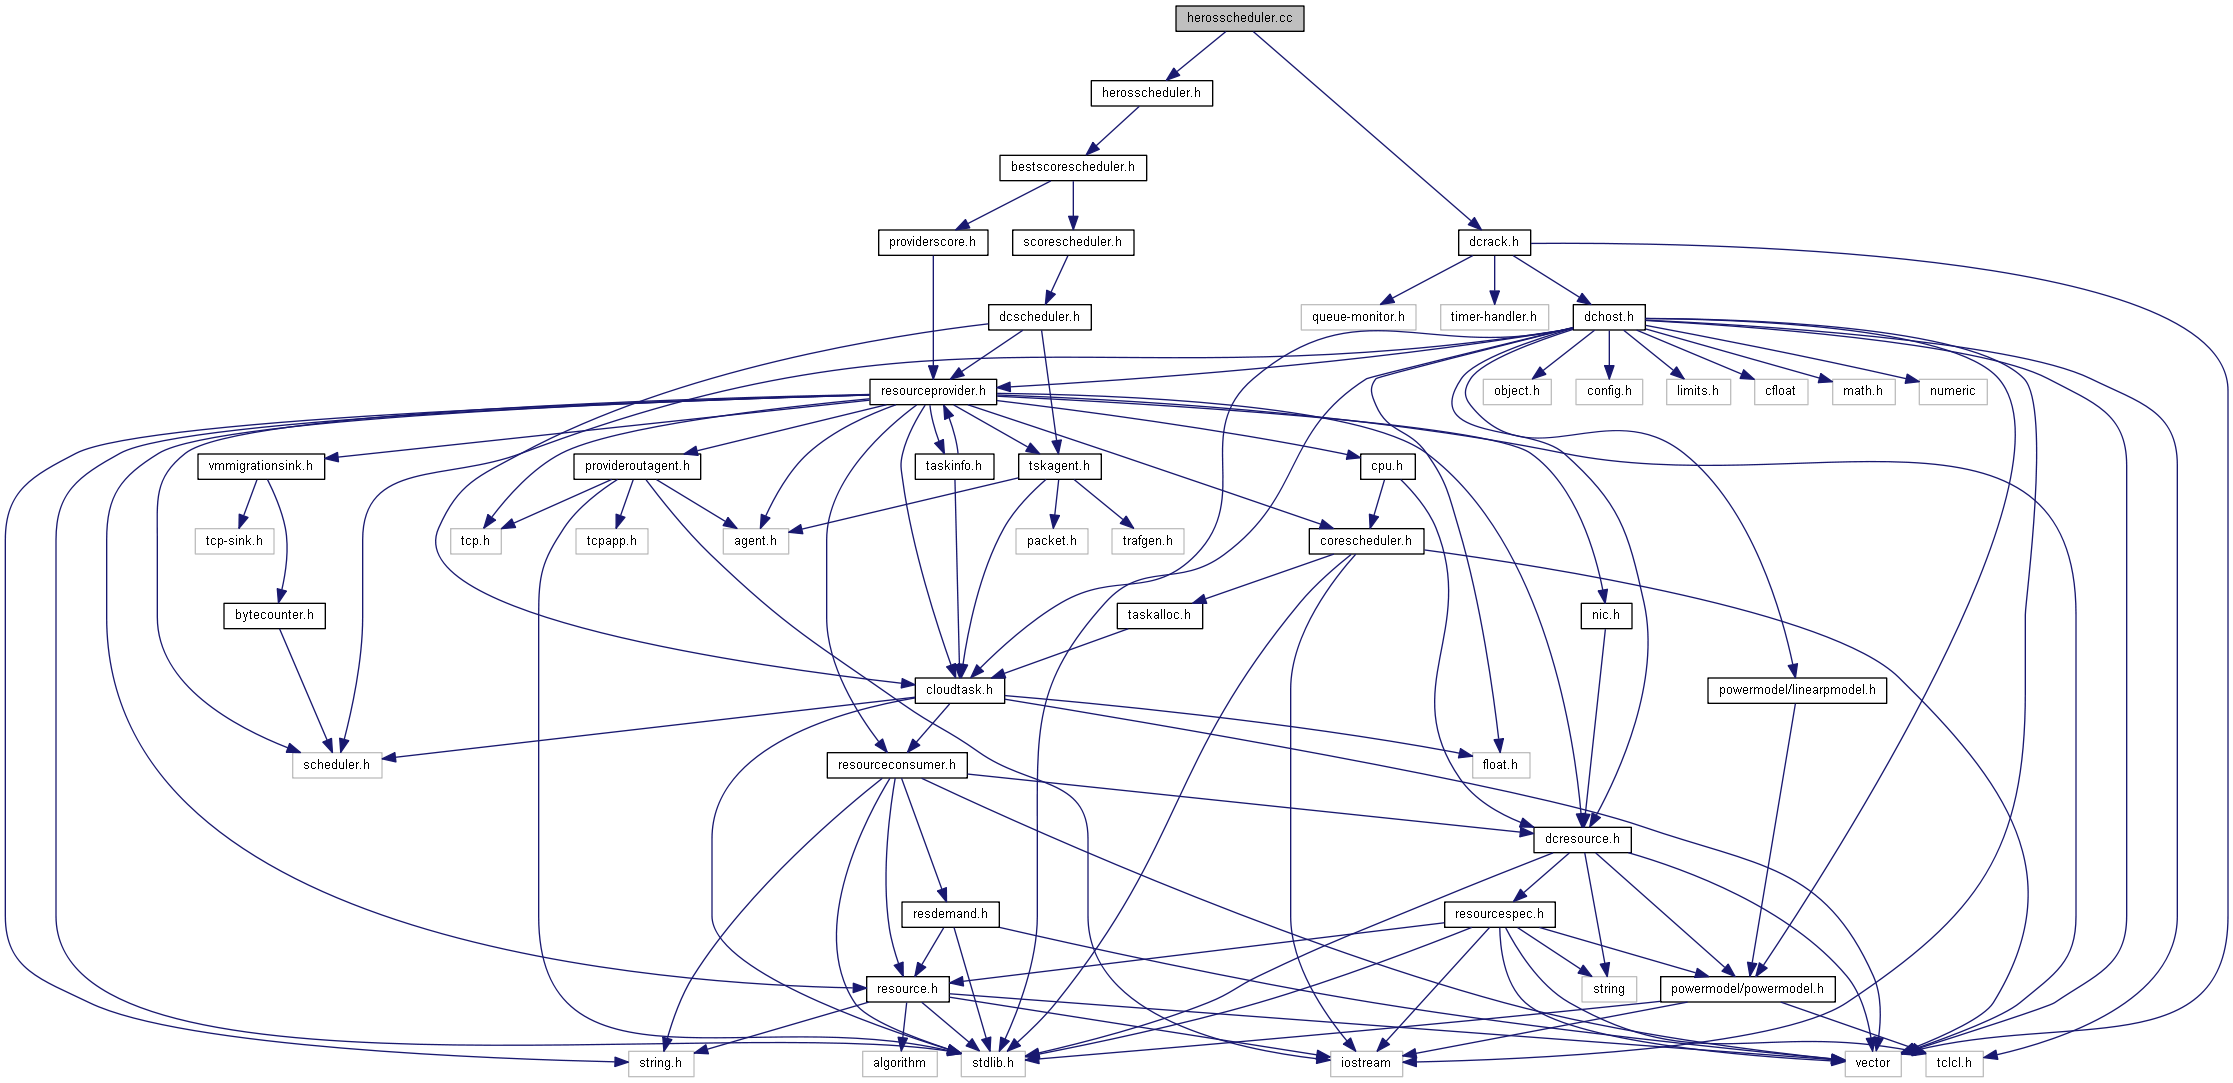 herosscheduler.cc
herosscheduler.h
bestscorescheduler.h
providerscore.h
scorescheduler.h
dcrack.h
dcscheduler.h
queue-monitor.h
timer-handler.h
dchost.h
resourceprovider.h
object.h
config.h
limits.h
cfloat
math.h
numeric
vmmigrationsink.h
provideroutagent.h
taskinfo.h
tskagent.h
cpu.h
tcp-sink.h
tcp.h
tcpapp.h
agent.h
packet.h
trafgen.h
corescheduler.h
bytecounter.h
taskalloc.h
nic.h
cloudtask.h
powermodel/linearpmodel.h
scheduler.h
resourceconsumer.h
float.h
dcresource.h
resdemand.h
resourcespec.h
resource.h
string
powermodel/powermodel.h
string.h
algorithm
stdlib.h
iostream
vector
tclcl.h